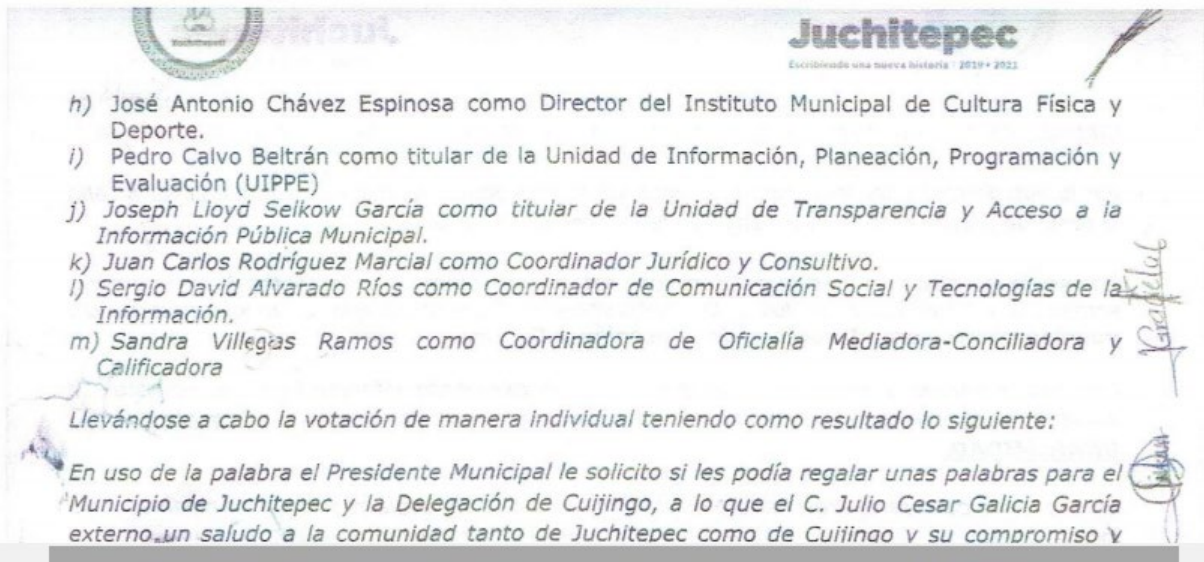 Juchitepec
Escribiendo una nueva historia 2019 • 2021
h) José Antonio Chávez Espinosa como Director del Instituto Municipal de Cultura Física y
Deporte.
i) Pedro Calvo Beltrán como titular de la Unidad de Información, Planeación, Programación y
Evaluación (UIPPE)
j) Joseph Lloyd Selkow García como titular de la Unidad de Transparencia y Acceso a la
Información Pública Municipal.
k) Juan Carlos Rodríguez Marcial como Coordinador Jurídico y Consultivo.
l) Sergio David Alvarado Ríos como Coordinador de Comunicación Social y Tecnologías de la
Información.
m) Sandra Villegas Ramos como Coordinadora de Oficialía Mediadora-Conciliadora y
Calificadora
Llevándose a cabo la votación de manera individual teniendo como resultado lo siguiente:
En uso de la palabra el Presidente Municipal le solicito si les podía regalar unas palabras para el
Municipio de Juchitepec y la Delegación de Cuijingo, a lo que el C. Julio Cesar Galicia García
externo un saludo a la comunidad tanto de Juchitepec como de Cuijingo y su compromiso y